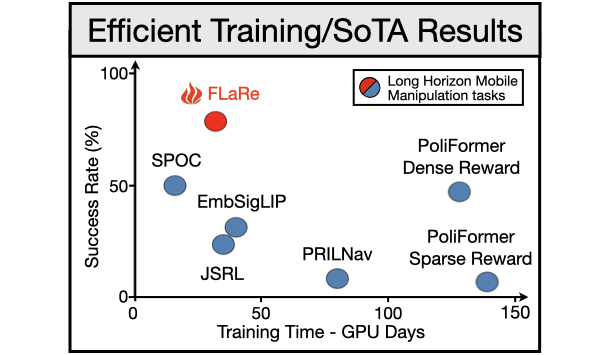 Efficient Training/SoTA Results
100
50
0
Success Rate (%)
FLaRe
Long Horizon Mobile
Manipulation tasks
SPOC
EmbSigLIP
JSRL
PRILNav
PoliFormer
Dense Reward
PoliFormer
Sparse Reward
0
50
100
150
Training Time - GPU Days